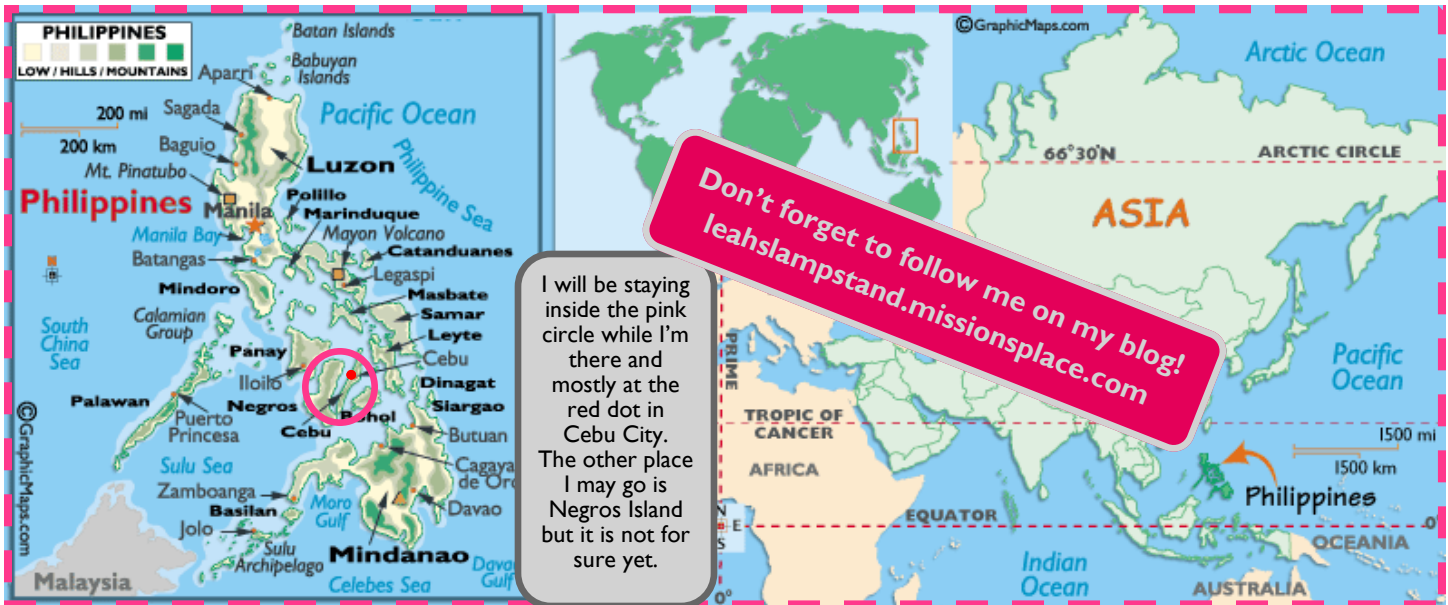 PHILIPPINES
LOW / HILLS / MOUNTAINS
200 mi
200 km
Batan Islands
Babuyan
Islands
Aparri
Sagada
Baguio
Mt. Pinatubo
Pacific Ocean
Philippine Sea
Luzon
Philippines
Manila
Manila Bay
Batangas
Polillo
Marinduque
Mayon Volcano
Catanduanes
Legaspi
Mindoro
Masbate
Samar
Calamian
Group
South
China
Sea
Leyte
Panay
Cebu
Iloilo
Dinagat
Palawan
Negros
Siargao
Bohol
Puerto
Princesa
Cebu
Butuan
Sulu Sea
Cagaya
de Oro
Zamboanga
Moro
Gulf
Davao
Basilan
Jolo
Sulu
Archipelago
Mindanao
Davao
Gulf
Celebes Sea
Malaysia
©GraphicMaps.com
I will be staying
inside the pink
circle while I'm
there and
mostly at the
red dot in
Cebu City.
The other place
I may go is
Negros Island
but it is not for
sure yet.
Don't forget to follow me on my blog!
leahslampstand.missionsplace.com
©GraphicMaps.com
Arctic Ocean
66°30'N
ARCTIC CIRCLE
ASIA
PRIME
Pacific
Ocean
TROPIC OF
CANCER
1500 mi
1500 km
AFRICA
Philippines
EQUATOR
N
E
S
0°
OCEANIA
Indian
Ocean
AUSTRALIA
0°